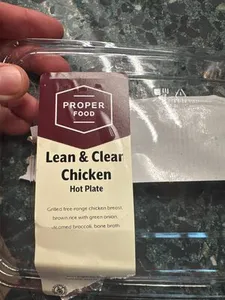 PROPER
FOOD
Lean & Clear
Chicken
Hot Plate
Grilled free-range chicken breast,
brown rice with green onion,
steamed broccoli, bone broth